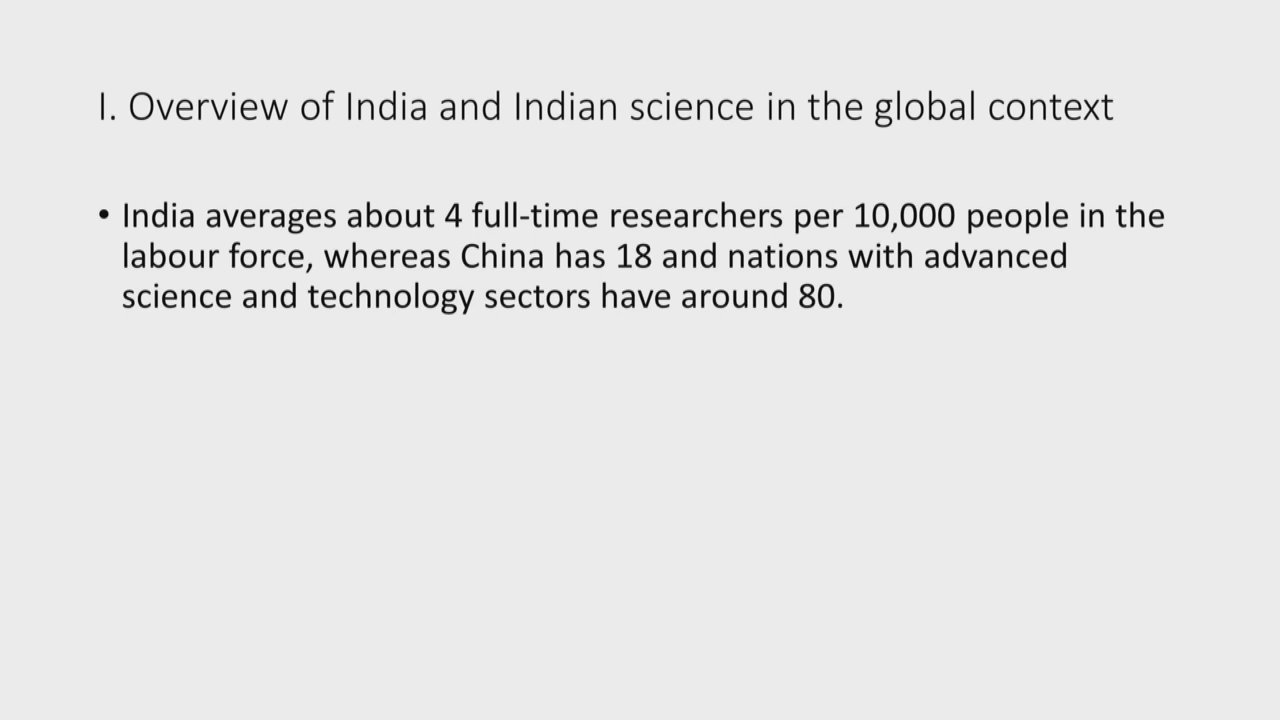 I. Overview of India and Indian science in the global context
• India averages about 4 full-time researchers per 10,000 people in the
labour force, whereas China has 18 and nations with advanced
science and technology sectors have around 80.